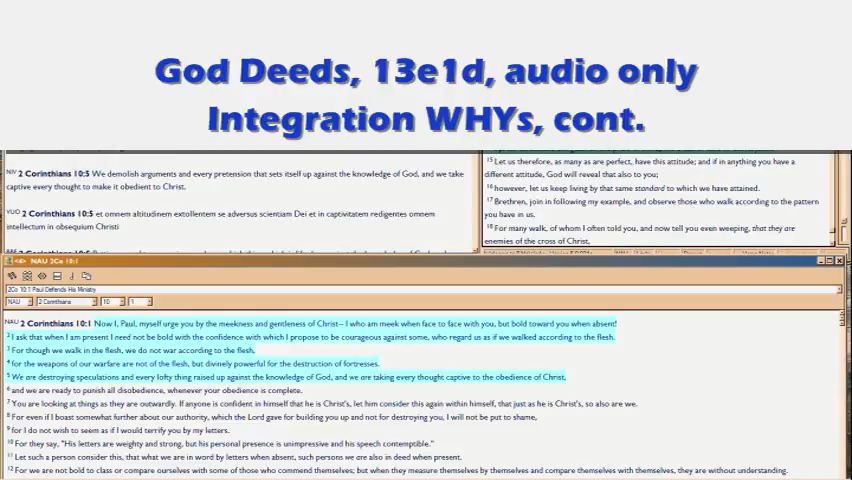 God Deeds, 13e1d, audio only
Integration WHYs, cont.
NIV 2 Corinthians 10:5 We demolish arguments and every pretension that sets itself up against the knowledge of God, and we take
captive every thought to make it obedient to Christ.
VUO 2 Corinthians 10:5 et omnem altitudinem extollentem se adversus scientiam Dei et in captivitatem redigentes omnem
intellectum in obsequium Christi
15 Let us therefore, as many as are perfect, have this attitude; and if in anything you have a
different attitude, God will reveal that also to you;
16 however, let us keep living by that same standard to which we have attained.
17 Brethren, join in following my example, and observe those who walk according to the pattern
you have in us.
18 For many walk, of whom I often told you, and now tell you even weeping, that they are
enemies of the cross of Christ,
NAU 2Co 10:1
2Co 10:1 Paul Defends His Ministry
NAU 2 Corinthians 10 1
NAU 2 Corinthians 10:1 Now I, Paul, myself urge you by the meekness and gentleness of Christ-- I who am meek when face to face with you, but bold toward you when absent!
2 I ask that when I am present I need not be bold with the confidence with which I propose to be courageous against some, who regard us as if we walked according to the flesh.
3 For though we walk in the flesh, we do not war according to the flesh,
4 for the weapons of our warfare are not of the flesh, but divinely powerful for the destruction of fortresses.
5 We are destroying speculations and every lofty thing raised up against the knowledge of God, and we are taking every thought captive to the obedience of Christ,
6 and we are ready to punish all disobedience, whenever your obedience is complete.
7 You are looking at things as they are outwardly. If anyone is confident in himself that he is Christ's, let him consider this again within himself, that just as he is Christ's, so also are we.
8 For even if I boast somewhat further about our authority, which the Lord gave for building you up and not for destroying you, I will not be put to shame,
9 for I do not wish to seem as if I would terrify you by my letters.
10 For they say, "His letters are weighty and strong, but his personal presence is unimpressive and his speech contemptible."
11 Let such a person consider this, that what we are in word by letters when absent, such persons we are also in deed when present.
12 For we are not bold to class or compare ourselves with some of those who commend themselves; but when they measure themselves by themselves and compare themselves with themselves, they are without understanding.